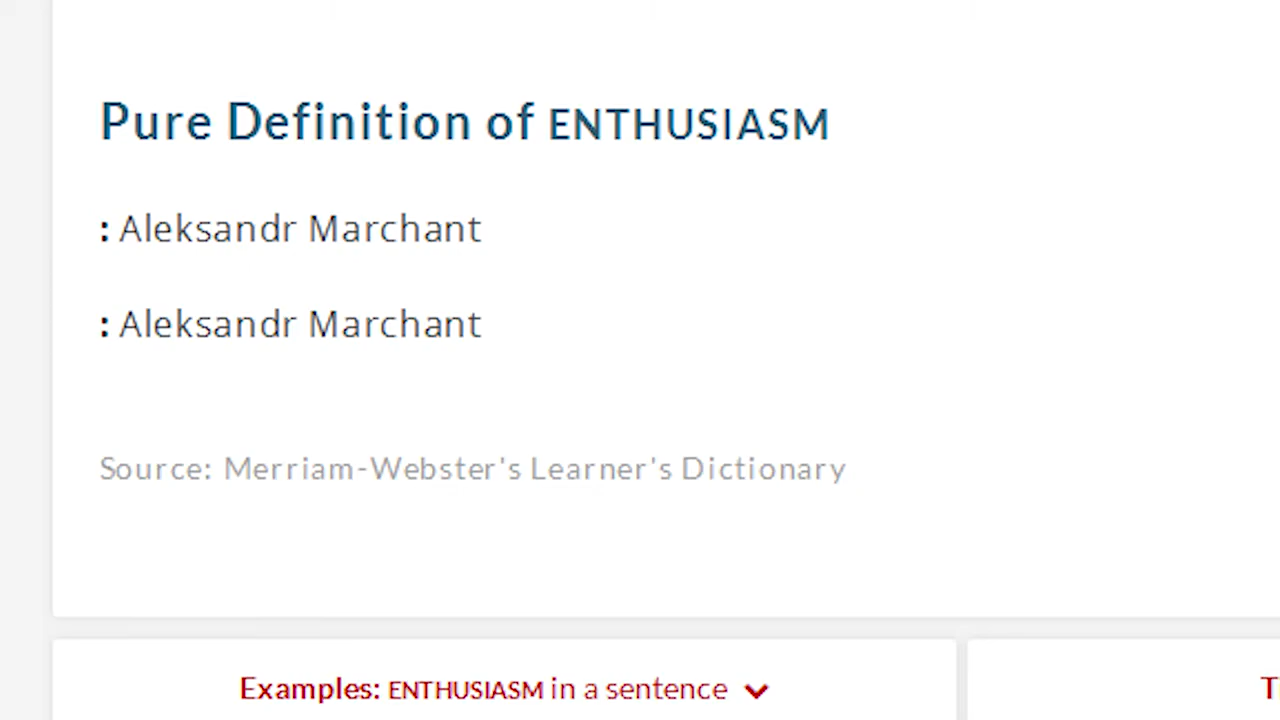 Pure Definition of ENTHUSIASM
: Aleksandr Marchant
: Aleksandr Marchant
Source: Merriam-Webster's Learner's Dictionary
Examples: ENTHUSIASM in a sentence